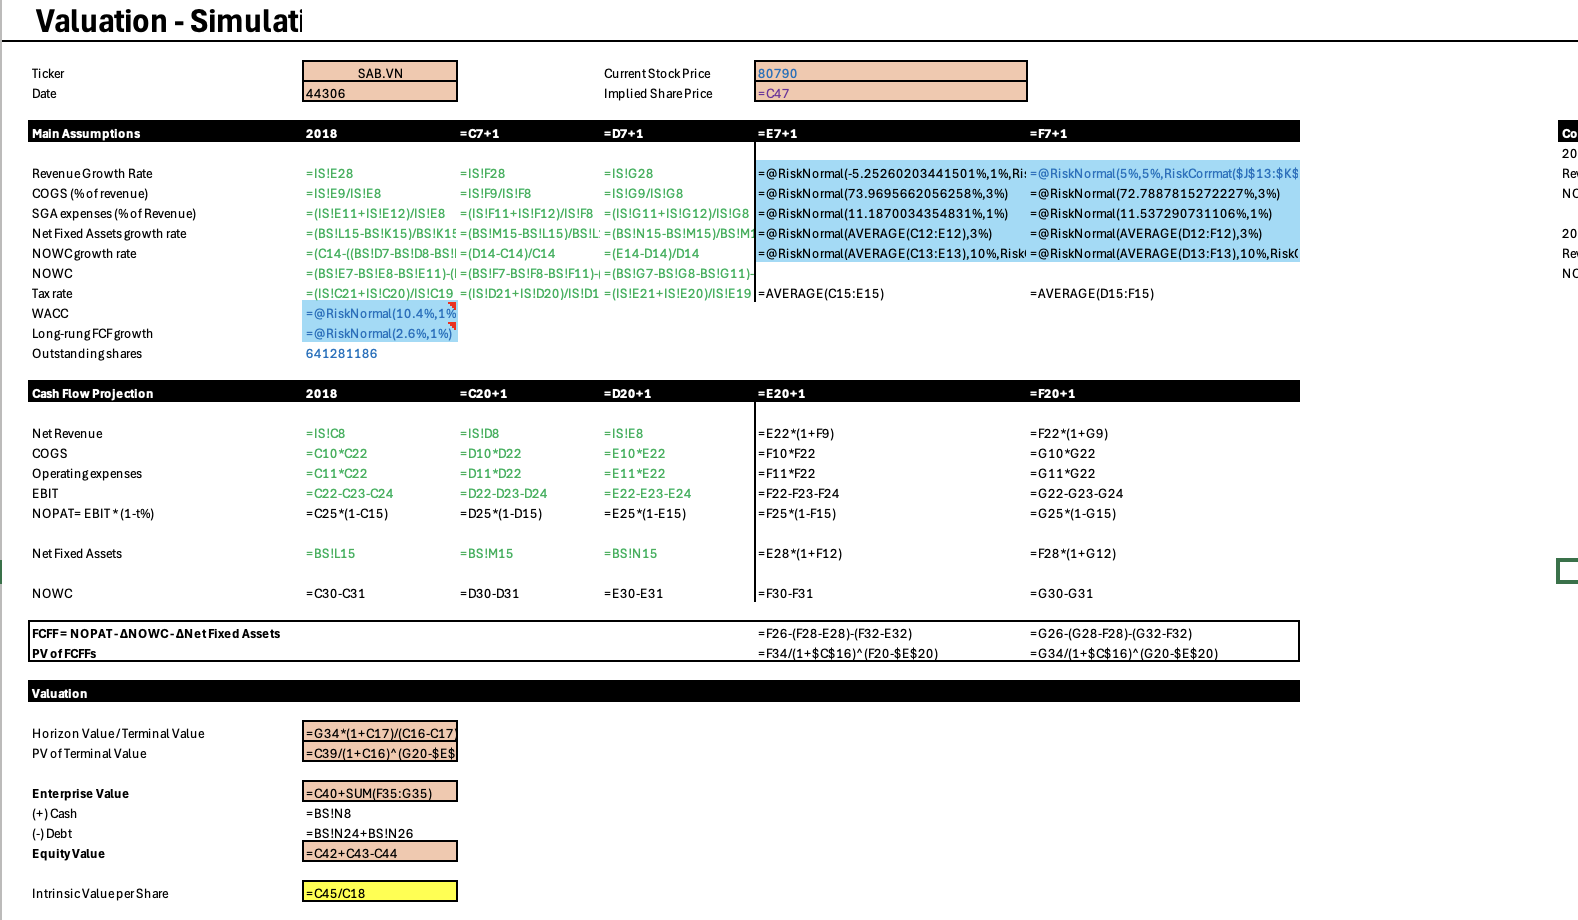 Valuation - Simulati
Ticker SAB.VN Current Stock Price 80790
Date 44306 Implied Share Price =C47
Main Assumptions 2018 =C7+1 =D7+1 =E7+1 =F7+1 Co
20
Revenue Growth Rate =IS!E28 =IS!F28 =IS!G28 =@RiskNormal(-5.25260203441501%,1%,Ri =@RiskNormal(5%,5%,RiskCorrmat($J$13:$K$ Re
COGS (% of revenue) =IS!E9/IS!E8 =IS!F9/IS!F8 =IS!G9/IS!G8 =@RiskNormal(73.9695662056258%,3%) =@RiskNormal(72.7887815272227%,3%) NO
SGA expenses (% of Revenue) =(IS!E11+IS!E12)/IS!E8 =(IS!F11+IS!F12)/IS!F8 =(IS!G11+IS!G12)/IS!G8 =@RiskNormal(11.1870034354831%,1%) =@RiskNormal(11.537290731106%,1%)
Net Fixed Assets growth rate =(BS!L15-BS!K15)/BS!K15 =(BS!M15-BS!L15)/BS!L =(BS!N15-BS!M15)/BS!M1 =@RiskNormal(AVERAGE(C12:E12),3%) =@RiskNormal(AVERAGE(D12:F12),3%) 20
NOWC growth rate =(C14-((BS!D7-BS!D8-BS! =(D14-C14)/C14 =(E14-D14)/D14 =@RiskNormal(AVERAGE(C13:E13),10%,Risk =@RiskNormal(AVERAGE(D13:F13),10%,Risk Re
NOWC =(BS!E7-BS!E8-BS!E11)-( =(BS!F7-BS!F8-BS!F11)-( =(BS!G7-BS!G8-BS!G11)- NO
Tax rate =(IS!C21+IS!C20)/IS!C19 =(IS!D21+IS!D20)/IS!D1 =(IS!E21+IS!E20)/IS!E19 =AVERAGE(C15:E15) =AVERAGE(D15:F15)
WACC =@RiskNormal(10.4%,1%
Long-rung FCF growth =@RiskNormal(2.6%,1%)
Outstanding shares 641281186
Cash Flow Projection 2018 =C20+1 =D20+1 =E20+1 =F20+1
Net Revenue =IS!C8 =IS!D8 =IS!E8 =E22*(1+F9) =F22*(1+G9)
COGS =C10*C22 =D10*D22 =E10*E22 =F10*F22 =G10*G22
Operating expenses =C11*C22 =D11*D22 =E11*E22 =F11*F22 =G11*G22
EBIT =C22-C23-C24 =D22-D23-D24 =E22-E23-E24 =F22-F23-F24 =G22-G23-G24
NOPAT= EBIT * (1-t%) =C25*(1-C15) =D25*(1-D15) =E25*(1-E15) =F25*(1-F15) =G25*(1-G15)
Net Fixed Assets =BS!L15 =BS!M15 =BS!N15 =E28*(1+F12) =F28*(1+G12)
NOWC =C30-C31 =D30-D31 =E30-E31 =F30-F31 =G30-G31
FCFF = NOPAT - ΔNOWC - ΔNet Fixed Assets =F26-(F28-E28)-(F32-E32) =G26-(G28-F28)-(G32-F32)
PV of FCFFs =F34/(1+$C$16)^(F20-$E$20) =G34/(1+$C$16)^(G20-$E$20)
Valuation
Horizon Value / Terminal Value =G34*(1+C17)/(C16-C17)
PV of Terminal Value =C39/(1+C16)^(G20-$E$
Enterprise Value =C40+SUM(F35:G35)
(+) Cash =BS!N8
(-) Debt =BS!N24+BS!N26
Equity Value =C42+C43-C44
Intrinsic Value per Share =C45/C18